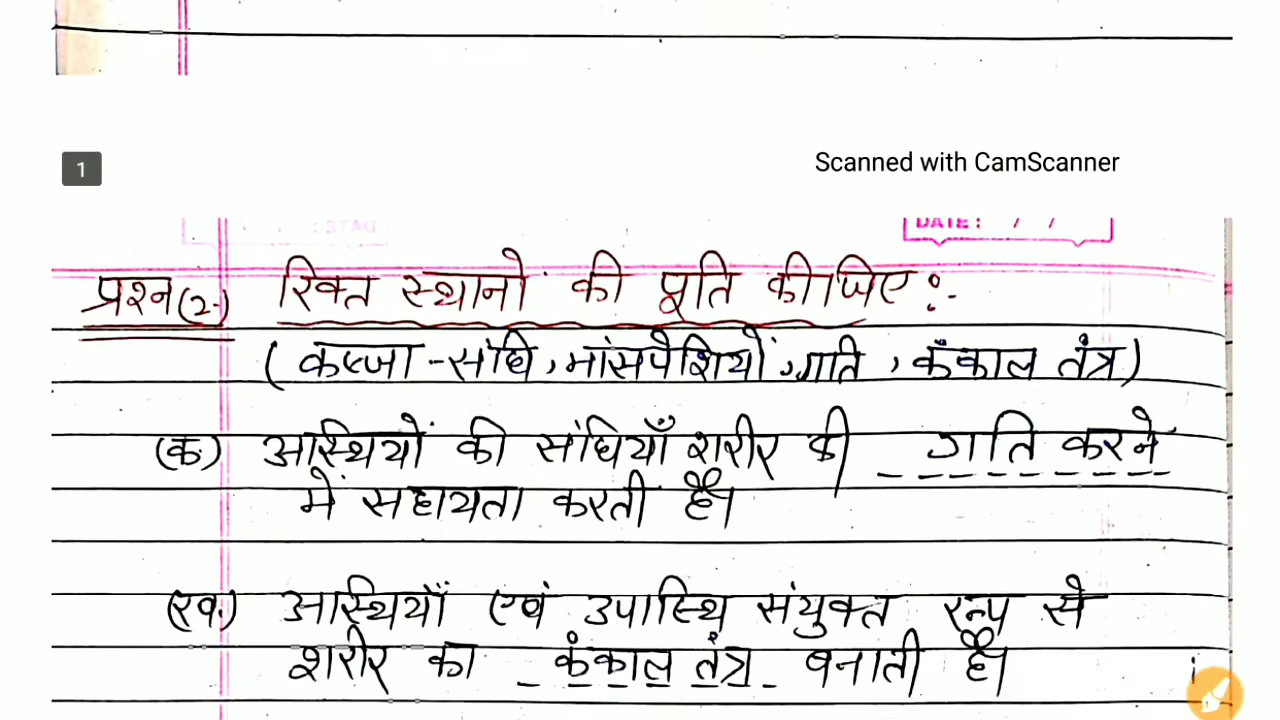 1
Scanned with CamScanner
DATE: / /
प्रश्न(2.) रिक्त स्थानों की पूर्ति कीजिए:-
(कब्जा-संधि, मांसपेशियों, गति, कंकाल तंत्र)
(क.) अस्थियों की संधियाँ शरीर की _ गति करने
में सहायता करती हैं।
(ख.) अस्थियाँ एवं उपास्थि संयुक्त रूप से
शरीर का _ कंकाल तंत्र _ बनाती हैं।